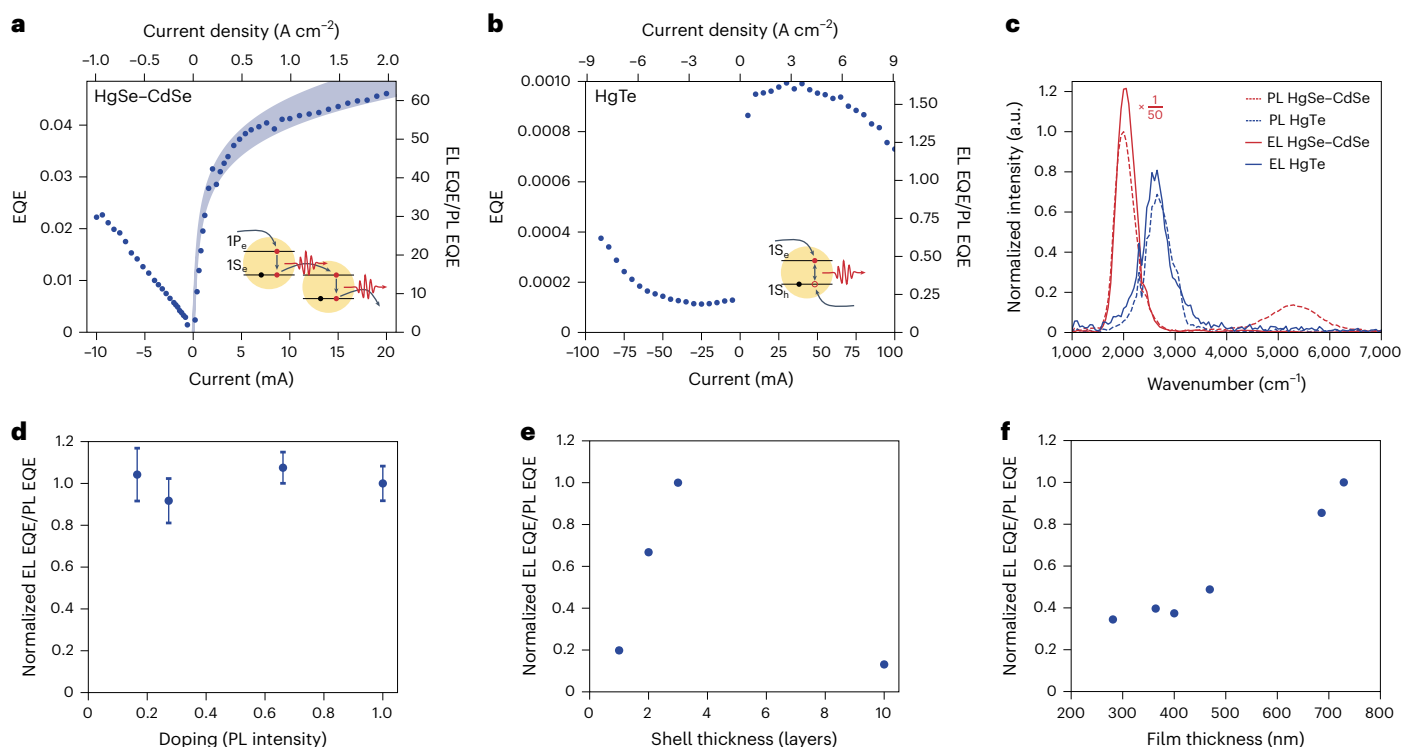 a
Current density (A cm⁻²)
−1.0 −0.5 0 0.5 1.0 1.5 2.0
HgSe–CdSe
EQE
0.04
0.03
0.02
0.01
0
60
50
40
30
20
10
0
EL EQE/PL EQE
1Pₑ
1Sₑ
−10 −5 0 5 10 15 20
Current (mA)
b
Current density (A cm⁻²)
−9 −6 −3 0 3 6 9
HgTe
EQE
0.0010
0.0008
0.0006
0.0004
0.0002
0
1.50
1.25
1.00
0.75
0.50
0.25
0
EL EQE/PL EQE
1Sₑ
1Sₕ
−100 −75 −50 −25 0 25 50 75 100
Current (mA)
c
Normalized intensity (a.u.)
1.2
1.0
0.8
0.6
0.4
0.2
0
× 1/50
PL HgSe–CdSe
PL HgTe
EL HgSe–CdSe
EL HgTe
1,000 2,000 3,000 4,000 5,000 6,000 7,000
Wavenumber (cm⁻¹)
d
Normalized EL EQE/PL EQE
1.2
1.0
0.8
0.6
0.4
0.2
0
0 0.2 0.4 0.6 0.8 1.0
Doping (PL intensity)
e
Normalized EL EQE/PL EQE
1.2
1.0
0.8
0.6
0.4
0.2
0
0 2 4 6 8 10
Shell thickness (layers)
f
Normalized EL EQE/PL EQE
1.2
1.0
0.8
0.6
0.4
0.2
0
200 300 400 500 600 700 800
Film thickness (nm)